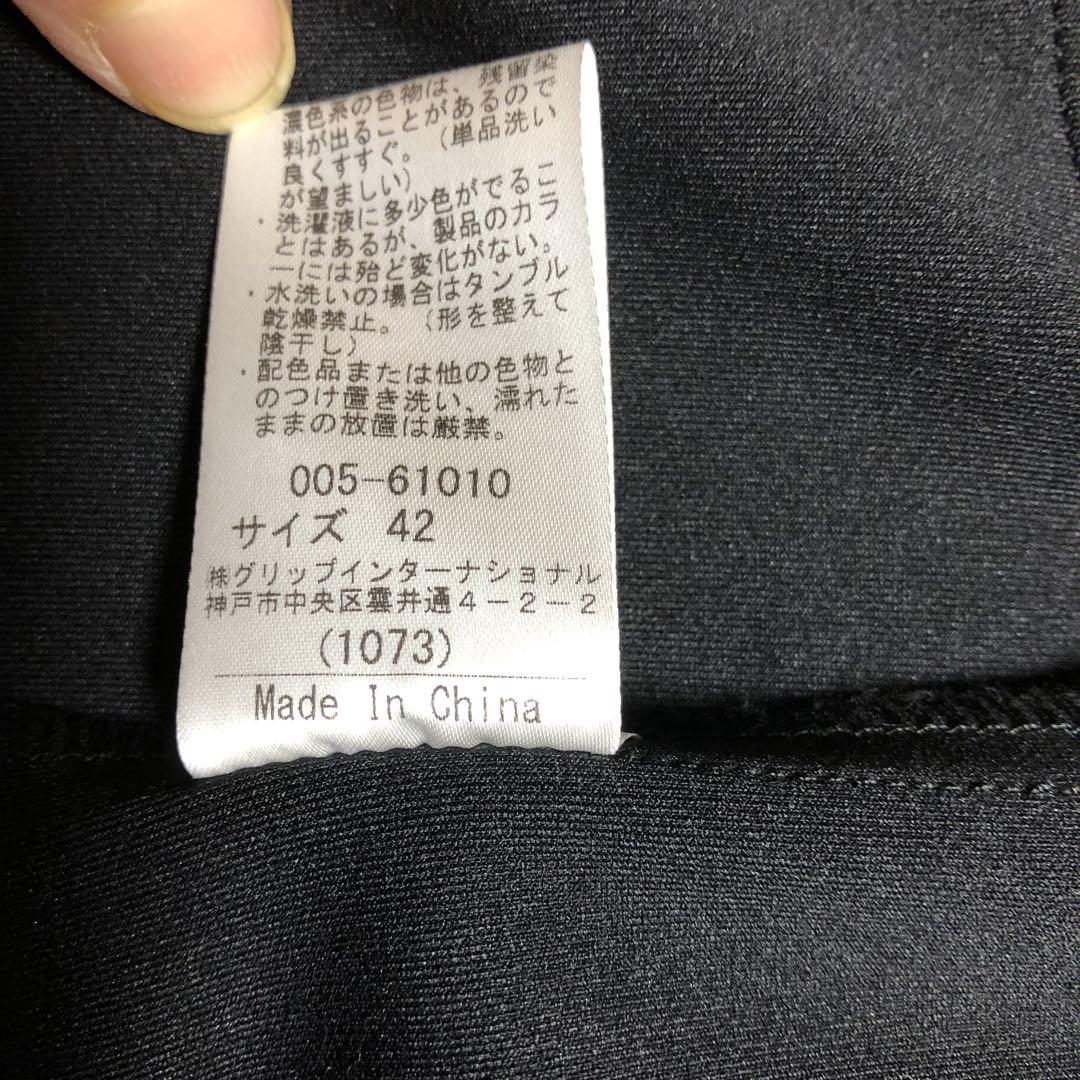 濃色系の色物は、残留染
料が出ることがあるので
良くすすぐ。（単品洗い
が望ましい）
・洗濯液に多少色がでるこ
とはあるが、製品のカラ
ーには殆ど変化がない。
・水洗いの場合はタンブル
乾燥禁止。（形を整えて
陰干し）
・配色品または他の色物と
のつけ置き洗い、濡れた
ままの放置は厳禁。
005-61010
サイズ 42
㈱グリップインターナショナル
神戸市中央区雲井通4-2-2
(1073)
Made In China